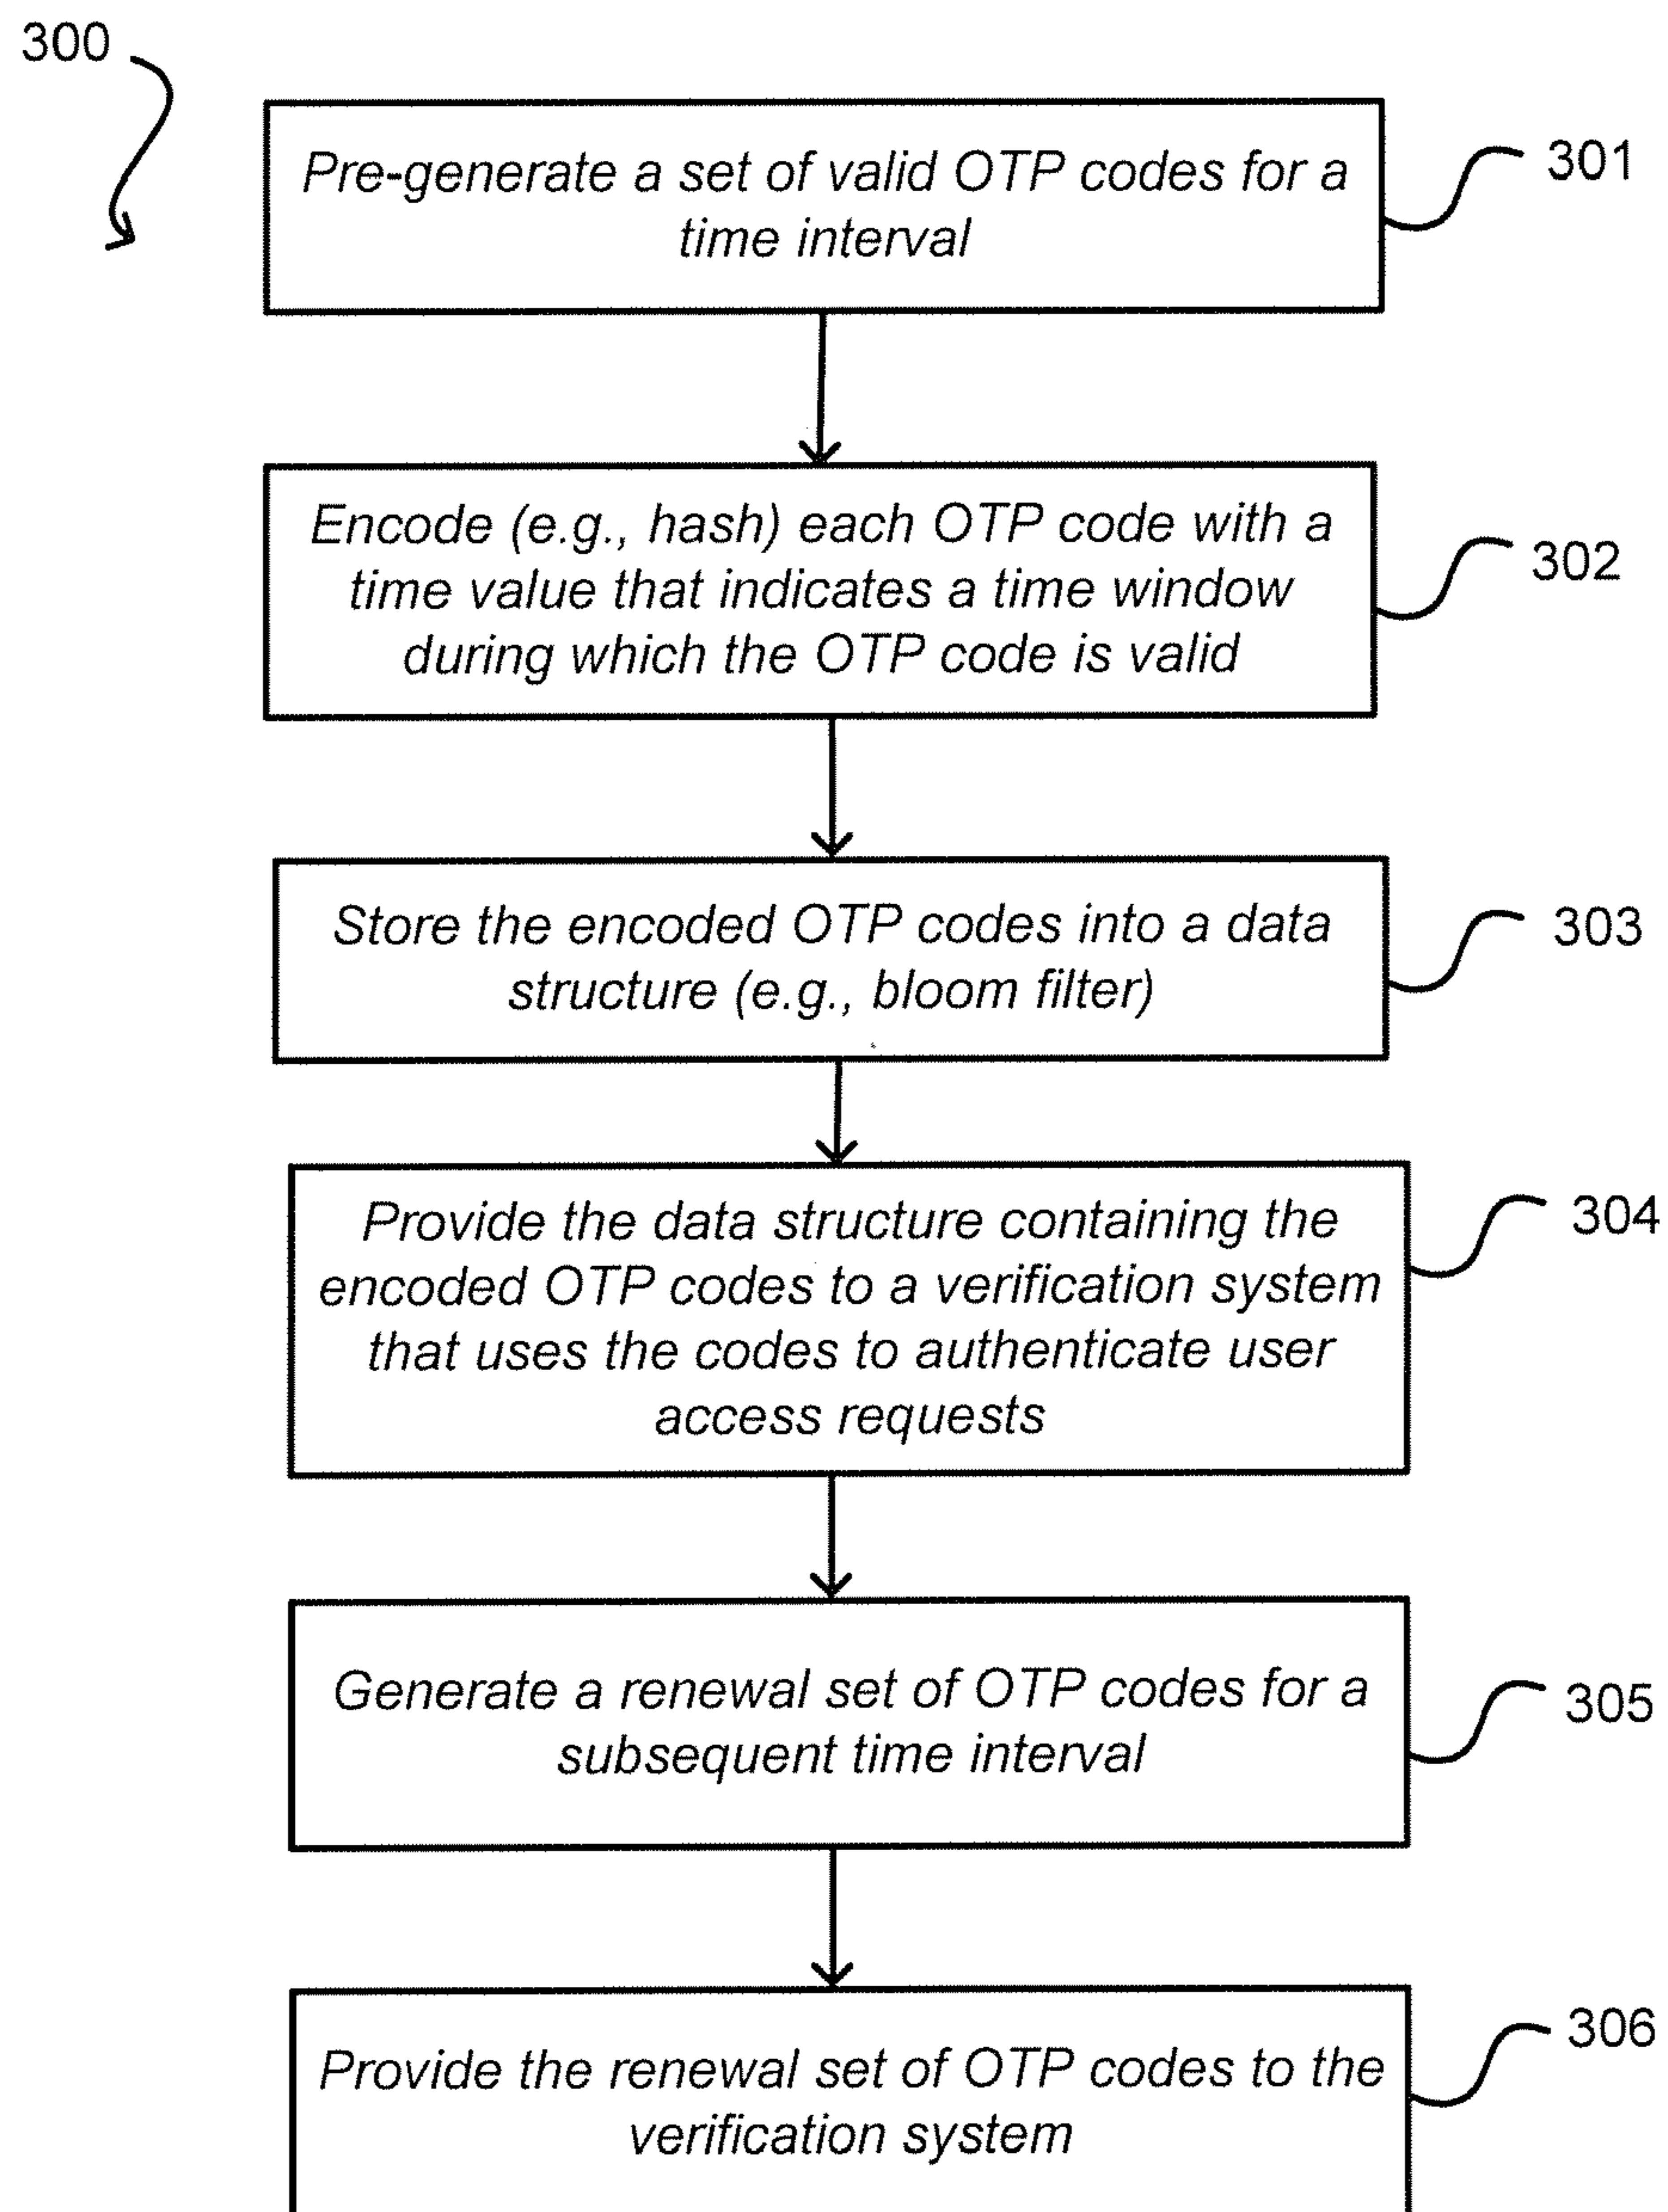 300
Pre-generate a set of valid OTP codes for a
time interval
301
Encode (e.g., hash) each OTP code with a
time value that indicates a time window
during which the OTP code is valid
302
Store the encoded OTP codes into a data
structure (e.g., bloom filter)
303
Provide the data structure containing the
encoded OTP codes to a verification system
that uses the codes to authenticate user
access requests
304
Generate a renewal set of OTP codes for a
subsequent time interval
305
Provide the renewal set of OTP codes to the
verification system
306